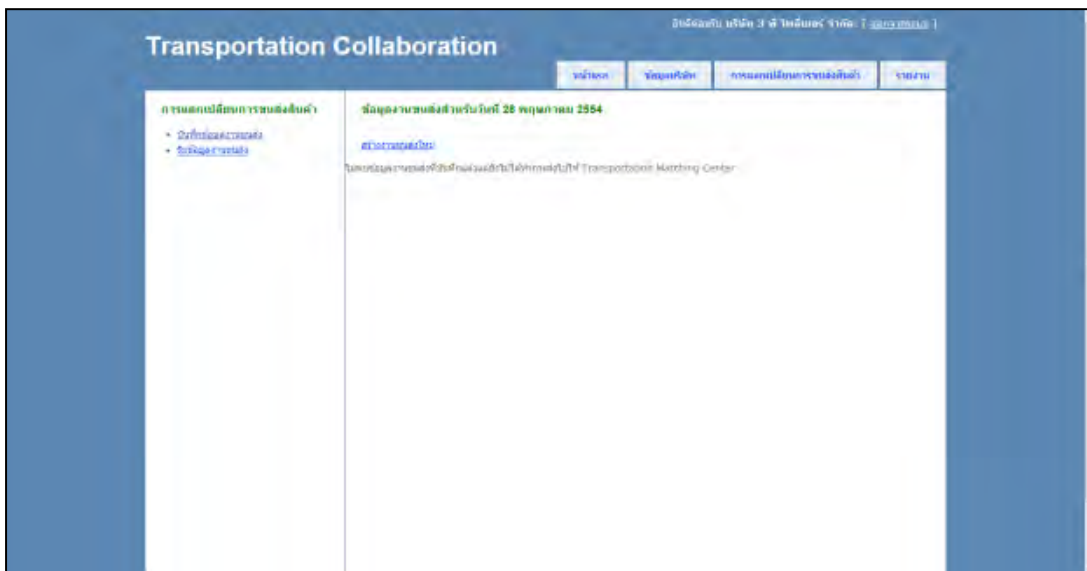 ยินดีต้อนรับ บริษัท 3 พี โพลิเมอร์ จำกัด [ ออกจากระบบ ]
Transportation Collaboration
หน้าแรก ข้อมูลบริษัท การแลกเปลี่ยนการขนส่งสินค้า รายงาน
การแลกเปลี่ยนการขนส่งสินค้า
บันทึกข้อมูลงานขนส่ง
รับข้อมูลงานขนส่ง
ข้อมูลงานขนส่งสำหรับวันที่ 28 พฤษภาคม 2554
สร้างงานขนส่งใหม่
Transportation Matching Center